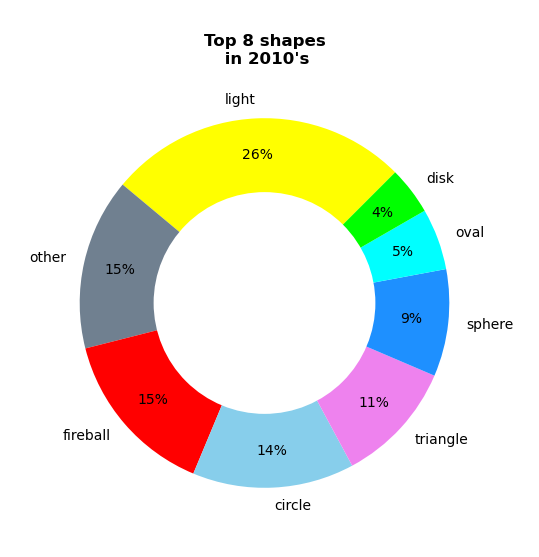 Top 8 shapes
in 2010's
light
26%
disk
4%
oval
5%
other
15%
sphere
9%
fireball
15%
triangle
11%
circle
14%